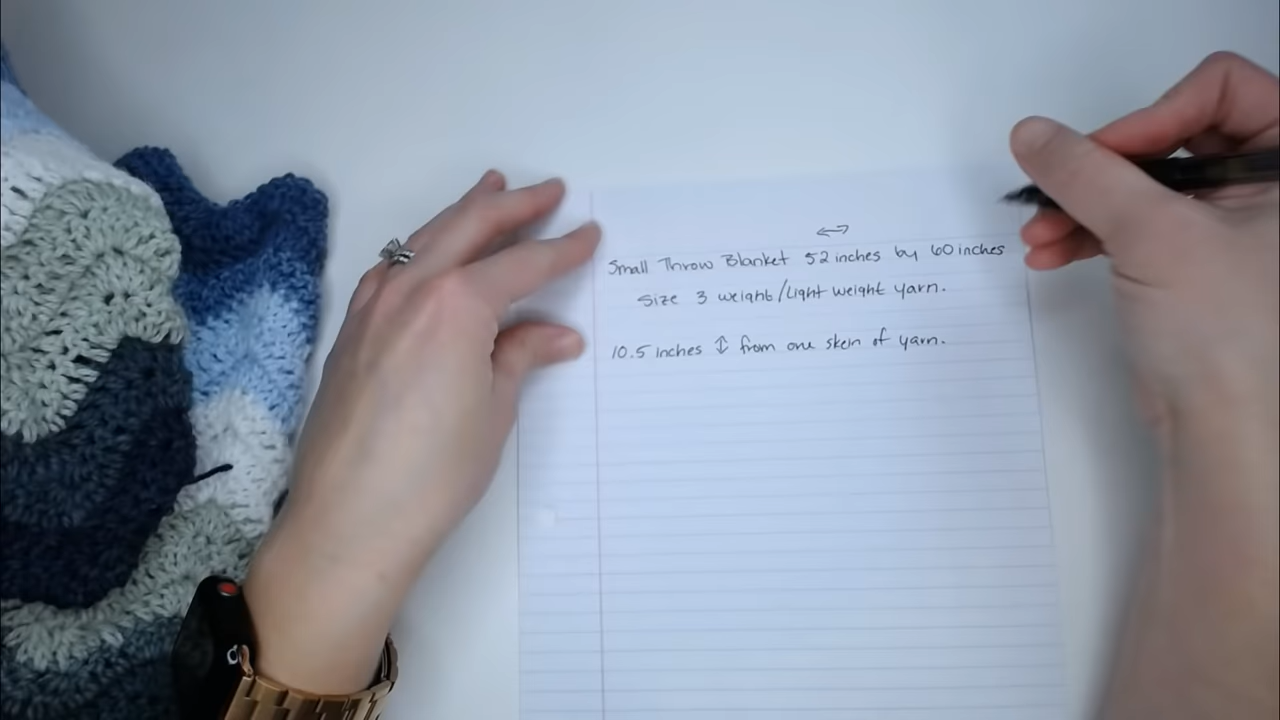 ↔
Small Throw Blanket 52 inches by 60 inches
Size 3 weight/Light weight yarn.
10.5 inches ↕ from one skein of yarn.